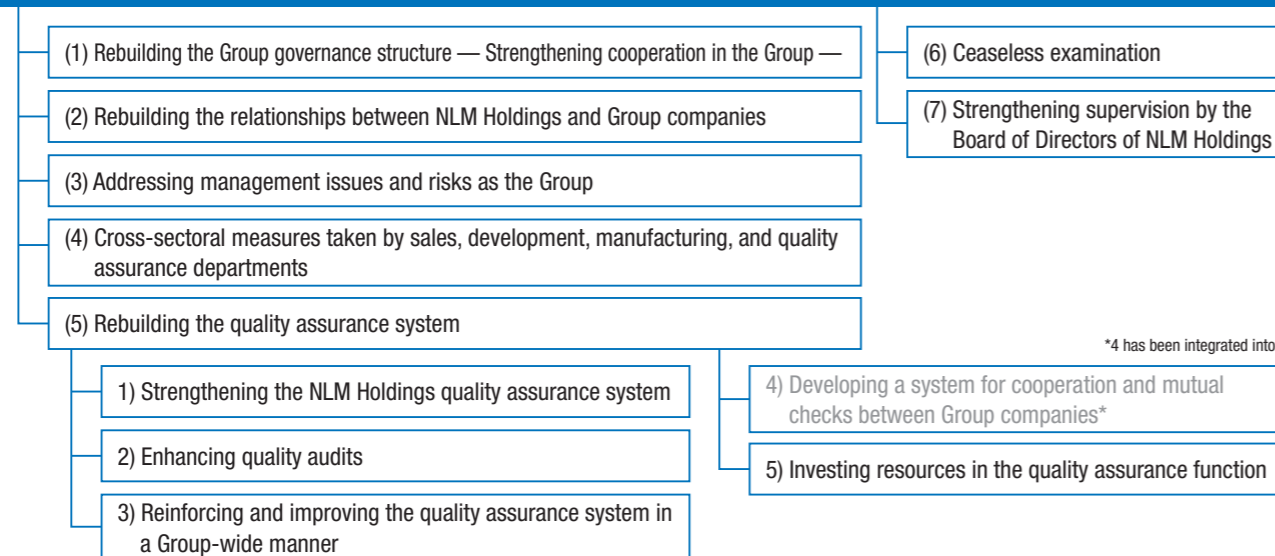 (1) Rebuilding the Group governance structure — Strengthening cooperation in the Group —
(2) Rebuilding the relationships between NLM Holdings and Group companies
(3) Addressing management issues and risks as the Group
(4) Cross-sectoral measures taken by sales, development, manufacturing, and quality
assurance departments
(5) Rebuilding the quality assurance system
1) Strengthening the NLM Holdings quality assurance system
2) Enhancing quality audits
3) Reinforcing and improving the quality assurance system in
a Group-wide manner
*4 has been integrated into
4) Developing a system for cooperation and mutual
checks between Group companies*
5) Investing resources in the quality assurance function
(6) Ceaseless examination
(7) Strengthening supervision by the
Board of Directors of NLM Holdings